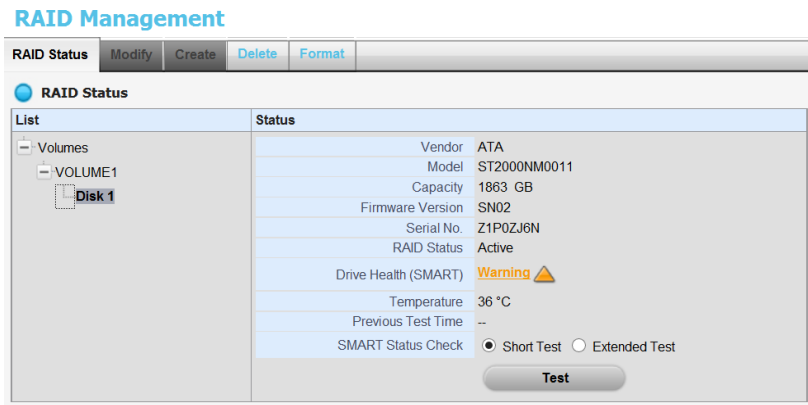 RAID Management
RAID Status Modify Create Delete Format
RAID Status
List Status
Volumes
VOLUME1
Disk 1
Vendor ATA
Model ST2000NM0011
Capacity 1863 GB
Firmware Version SN02
Serial No. Z1P0ZJ6N
RAID Status Active
Drive Health (SMART) Warning
Temperature 36 °C
Previous Test Time --
SMART Status Check Short Test Extended Test
Test